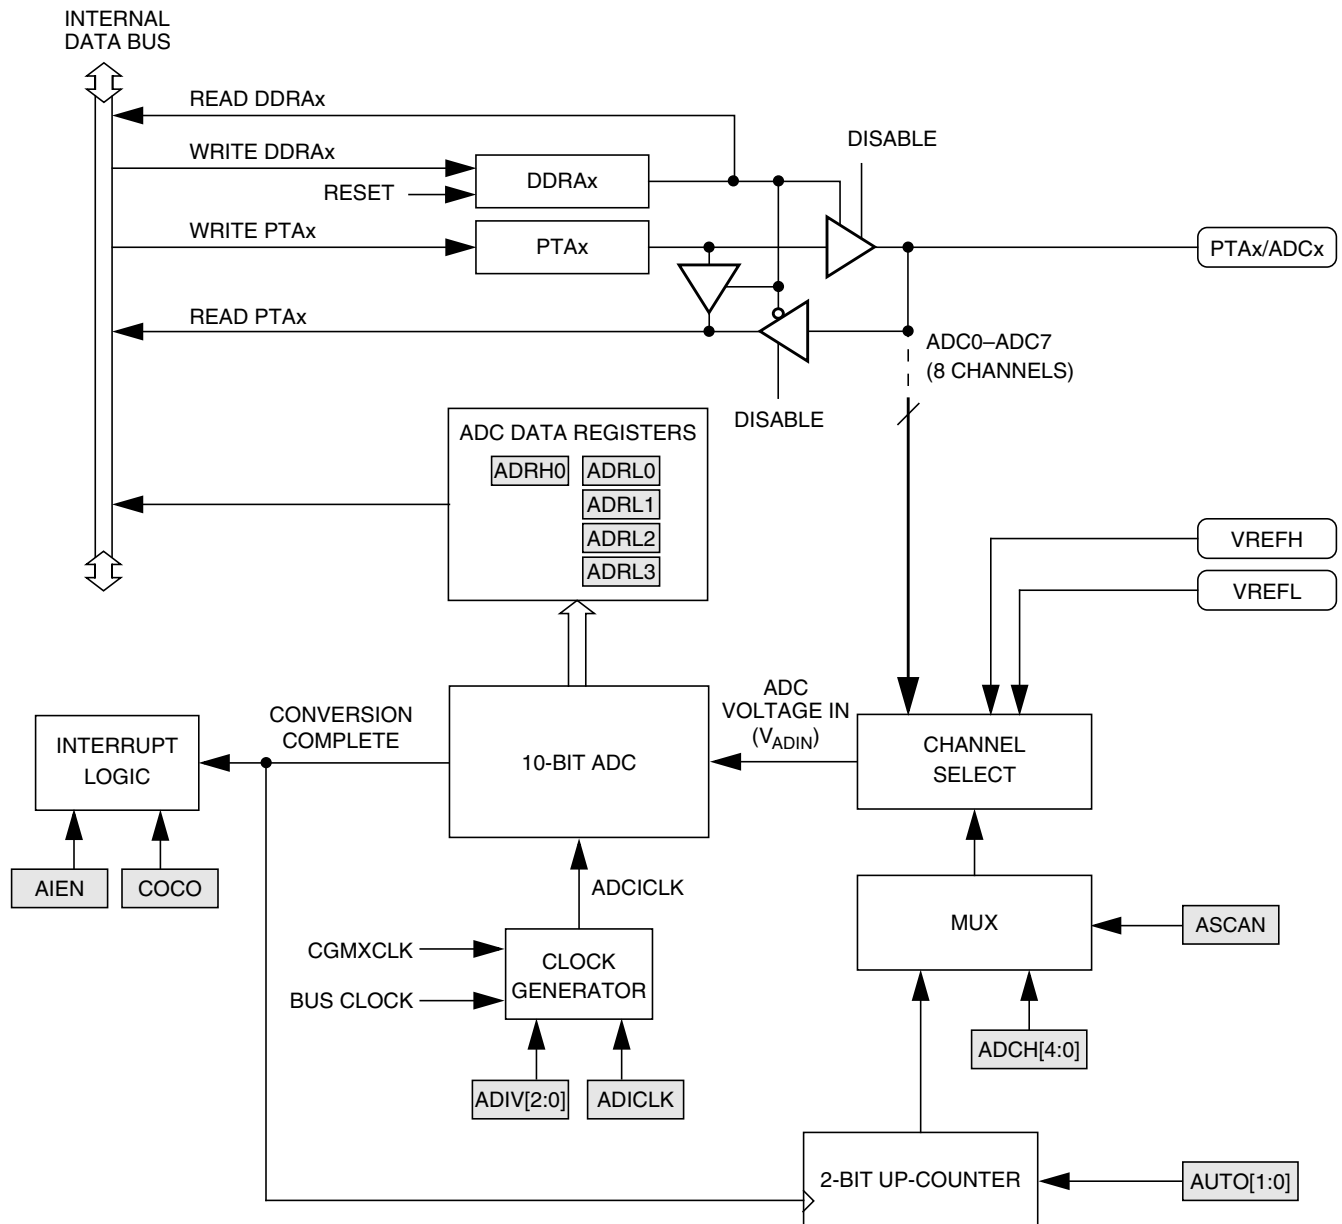 INTERNAL
DATA BUS
READ DDRAx
WRITE DDRAx
DDRAx
DISABLE
RESET
WRITE PTAx
PTAx
PTAx/ADCx
READ PTAx
ADC0–ADC7
(8 CHANNELS)
DISABLE
ADC DATA REGISTERS
ADRH0
ADRL0
ADRL1
ADRL2
ADRL3
VREFH
VREFL
INTERRUPT
LOGIC
CONVERSION
COMPLETE
10-BIT ADC
ADC
VOLTAGE IN
(VADIN)
CHANNEL
SELECT
AIEN
COCO
ADCICLK
MUX
ASCAN
CGMXCLK
BUS CLOCK
CLOCK
GENERATOR
ADCH[4:0]
ADIV[2:0]
ADICLK
2-BIT UP-COUNTER
AUTO[1:0]